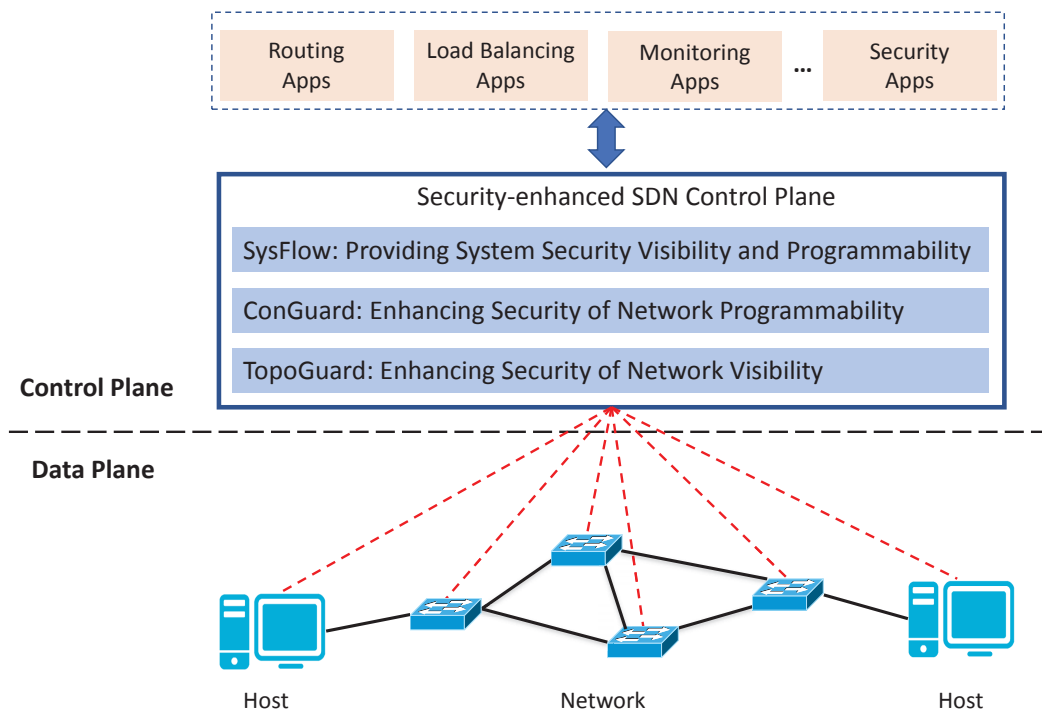 Routing
Apps
Load Balancing
Apps
Monitoring
Apps
...
Security
Apps
Security-enhanced SDN Control Plane
SysFlow: Providing System Security Visibility and Programmability
ConGuard: Enhancing Security of Network Programmability
TopoGuard: Enhancing Security of Network Visibility
Control Plane
Data Plane
Host
Network
Host